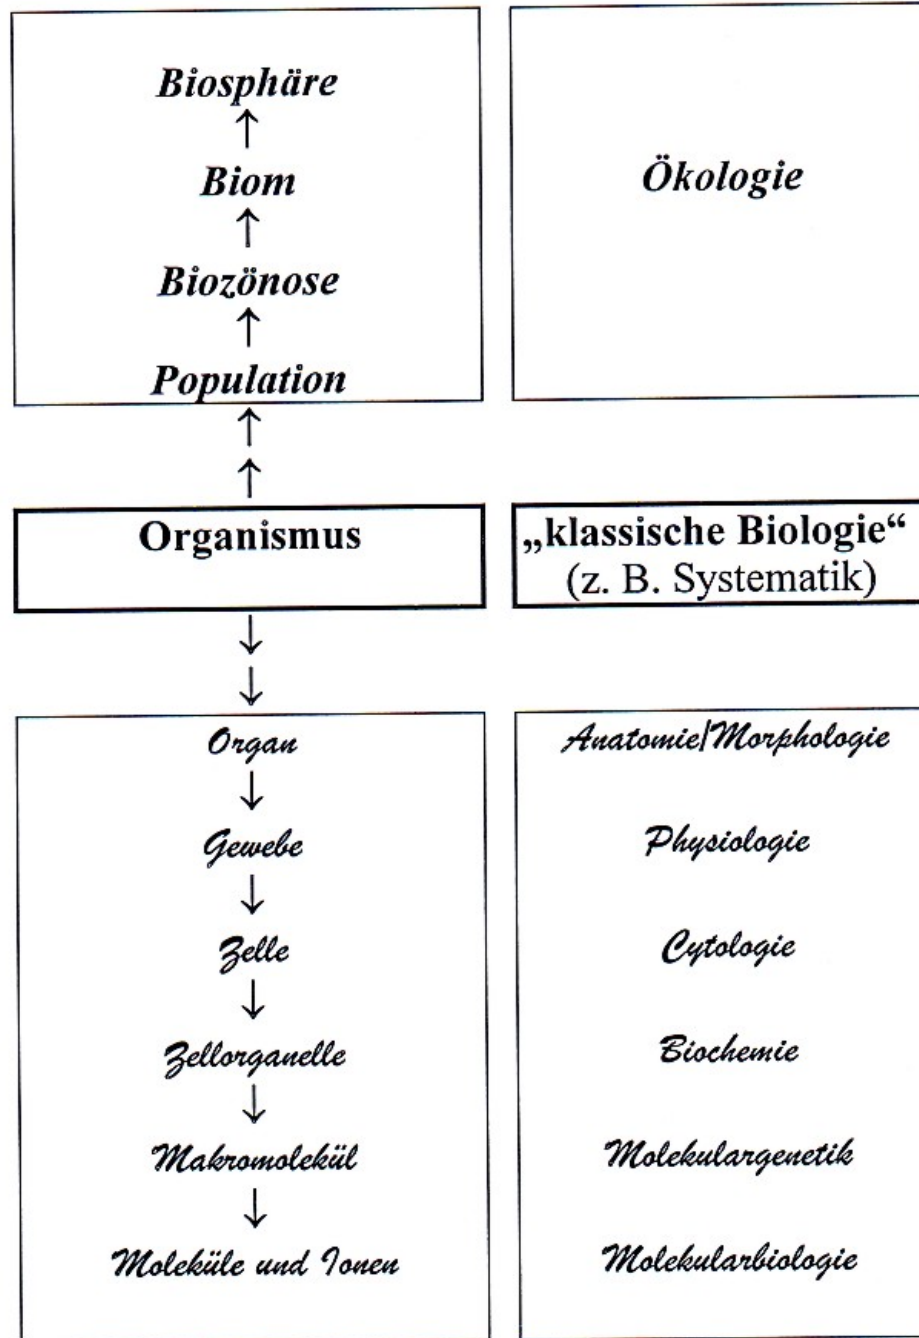 Biosphäre
↑
Biom
↑
Biozönose
↑
Population
↑
↑
Ökologie
Organismus
„klassische Biologie“
(z. B. Systematik)
↓
↓
Organ
↓
Gewebe
↓
Zelle
↓
Zellorganelle
↓
Makromolekül
↓
Moleküle und Ionen
Anatomie/Morphologie
Physiologie
Cytologie
Biochemie
Molekulargenetik
Molekularbiologie